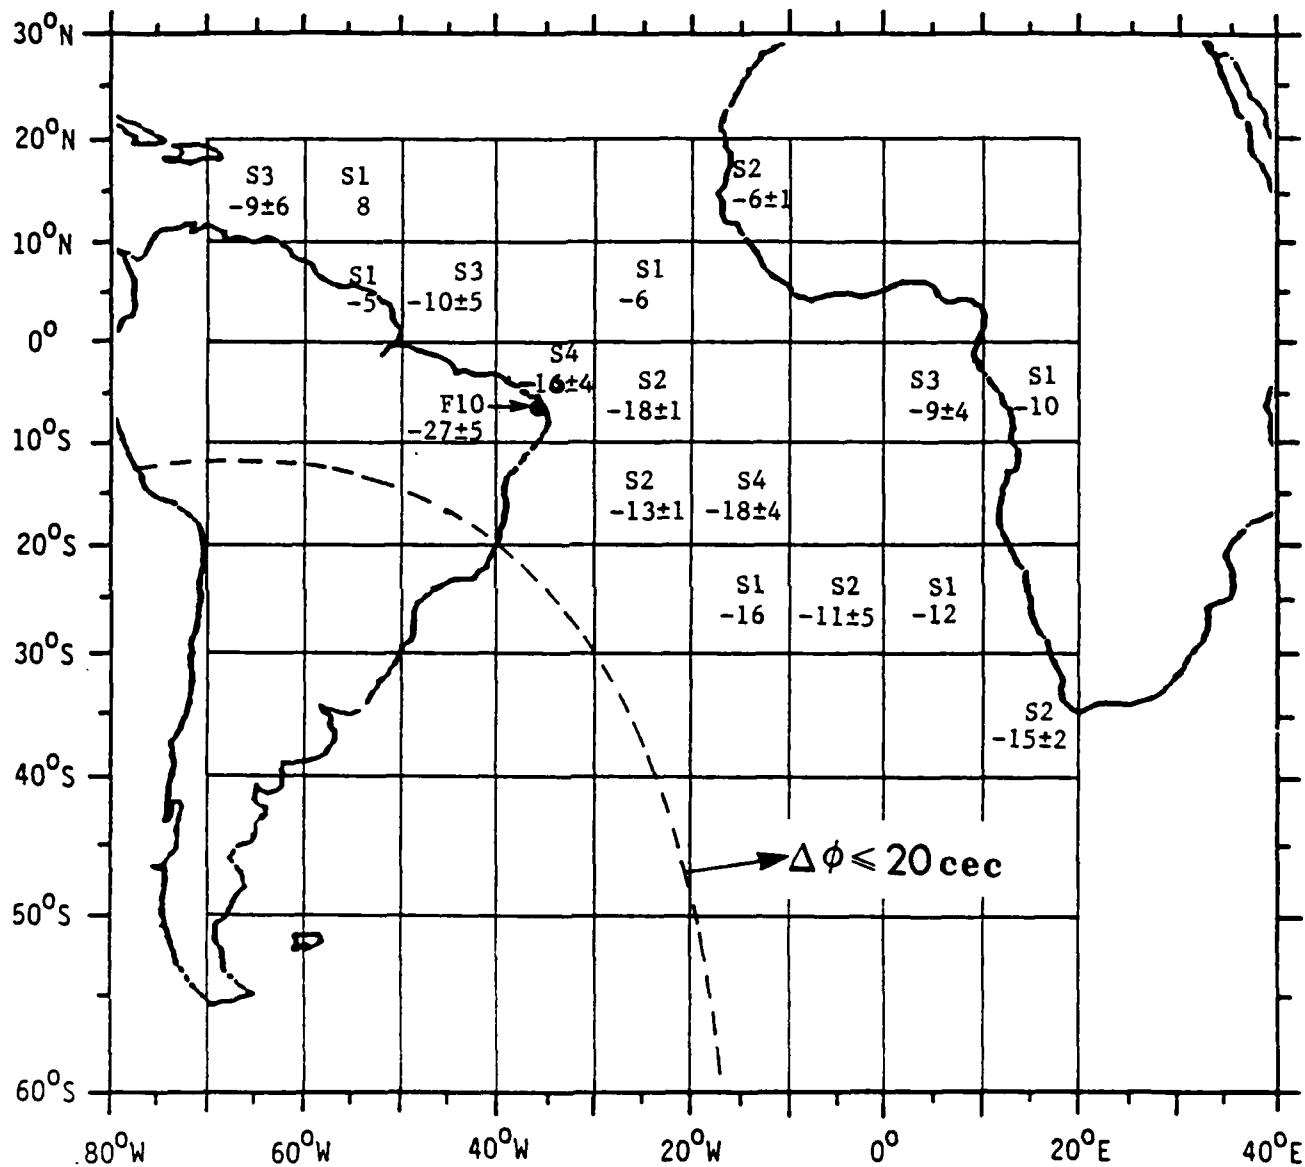 30°N
20°N
S3 S1 S2
-9±6 8 -6±1
10°N
S1 S3 S1
-5 -10±5 -6
0°
S4
-16±4
S2 S3 S1
-18±1 -9±4 -10
F10
-27±5
10°S
S2 S4
-13±1 -18±4
20°S
S1 S2 S1
-16 -11±5 -12
30°S
S2
-15±2
40°S
Δϕ ≤ 20 cec
50°S
60°S
80°W 60°W 40°W 20°W 0° 20°E 40°E